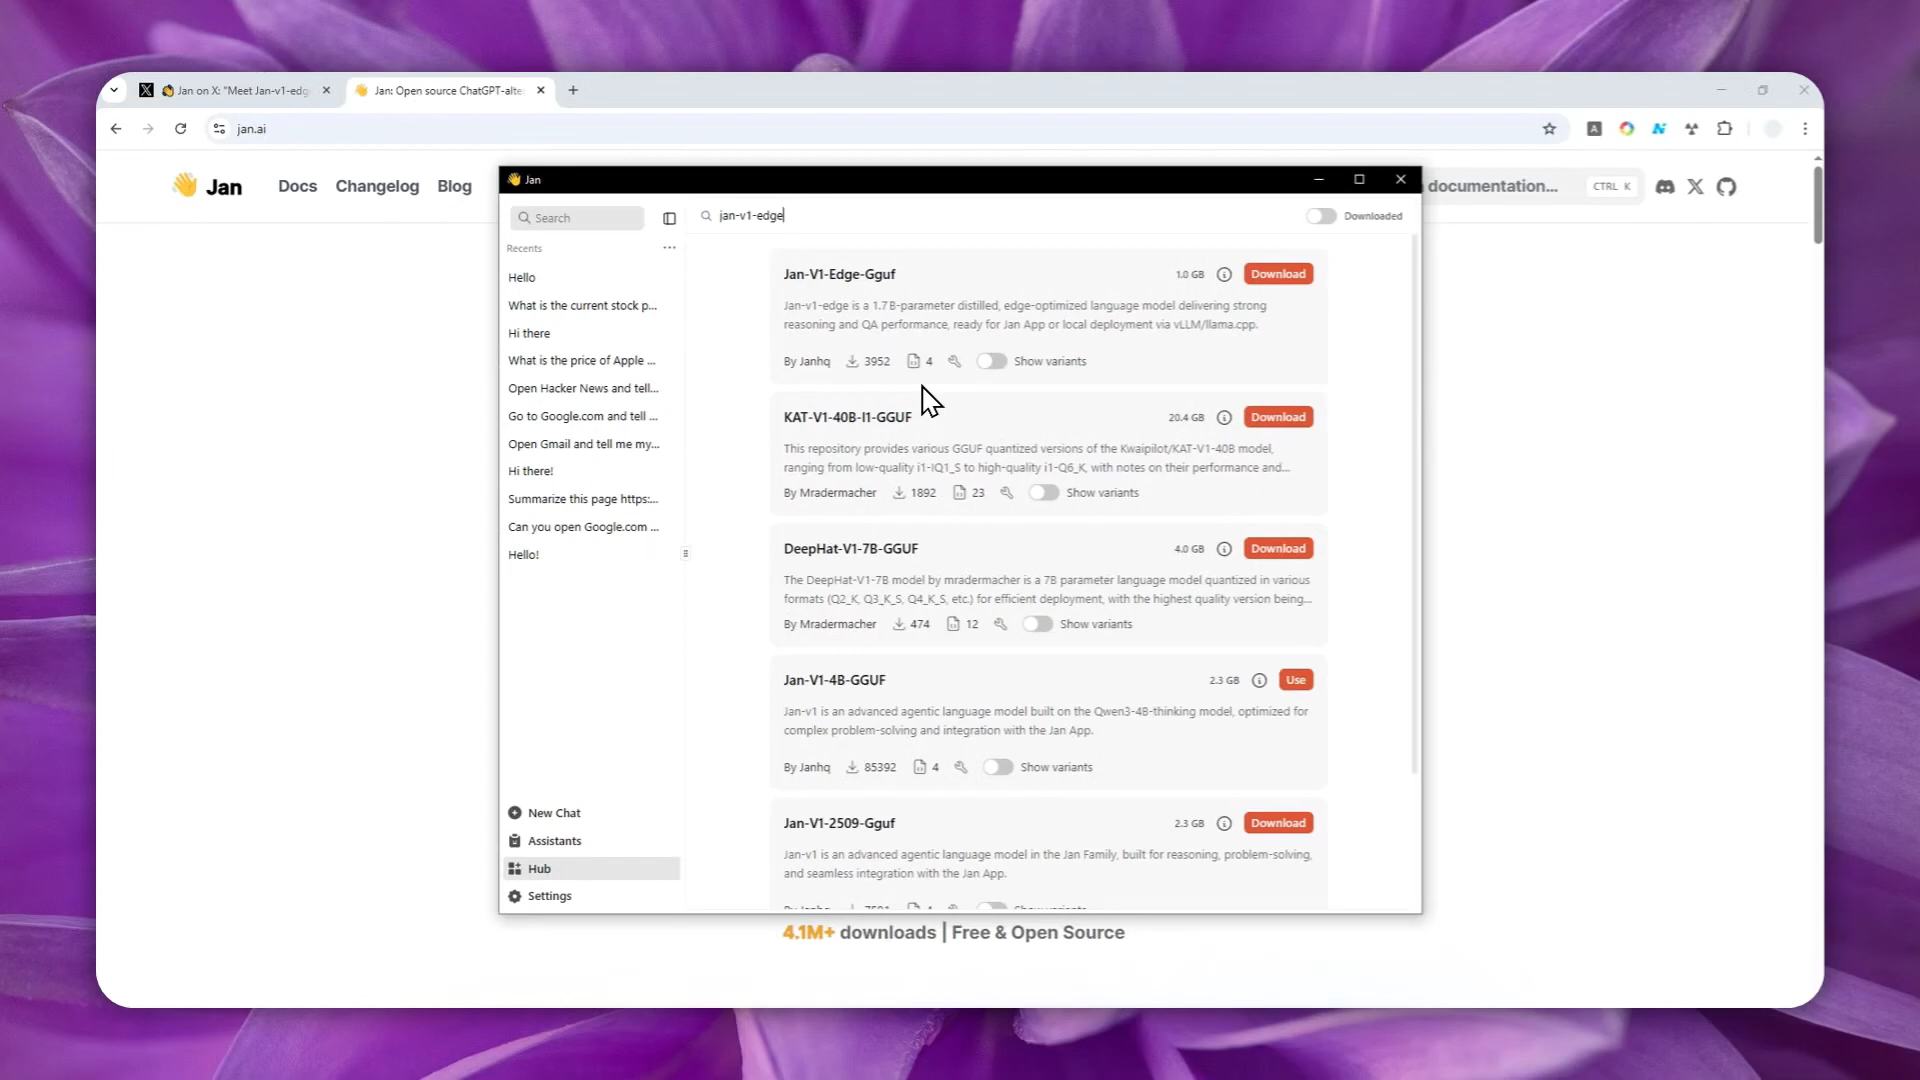 Jan on X: "Meet Jan-v1-edg
Jan: Open source ChatGPT-alte
jan.ai
Jan
Docs
Changelog
Blog
documentation...
CTRL K
Jan
Search
Recents
Hello
What is the current stock p...
Hi there
What is the price of Apple ...
Open Hacker News and tell...
Go to Google.com and tell ...
Open Gmail and tell me my...
Hi there!
Summarize this page https:...
Can you open Google.com ...
Hello!
New Chat
Assistants
Hub
Settings
jan-v1-edge
Downloaded
Jan-V1-Edge-Gguf
1.0 GB
Download
Jan-v1-edge is a 1.7B-parameter distilled, edge-optimized language model delivering strong
reasoning and QA performance, ready for Jan App or local deployment via vLLM/llama.cpp.
By Janhq 3952 4 Show variants
KAT-V1-40B-I1-GGUF
20.4 GB
Download
This repository provides various GGUF quantized versions of the Kwaipilot/KAT-V1-40B model,
ranging from low-quality i1-IQ1_S to high-quality i1-Q6_K, with notes on their performance and...
By Mradermacher 1892 23 Show variants
DeepHat-V1-7B-GGUF
4.0 GB
Download
The DeepHat-V1-7B model by mradermacher is a 7B parameter language model quantized in various
formats (Q2_K, Q3_K_S, Q4_K_S, etc.) for efficient deployment, with the highest quality version being...
By Mradermacher 474 12 Show variants
Jan-V1-4B-GGUF
2.3 GB
Use
Jan-v1 is an advanced agentic language model built on the Qwen3-4B-thinking model, optimized for
complex problem-solving and integration with the Jan App.
By Janhq 85392 4 Show variants
Jan-V1-2509-Gguf
2.3 GB
Download
Jan-v1 is an advanced agentic language model in the Jan Family, built for reasoning, problem-solving,
and seamless integration with the Jan App.
4.1M+ downloads | Free & Open Source